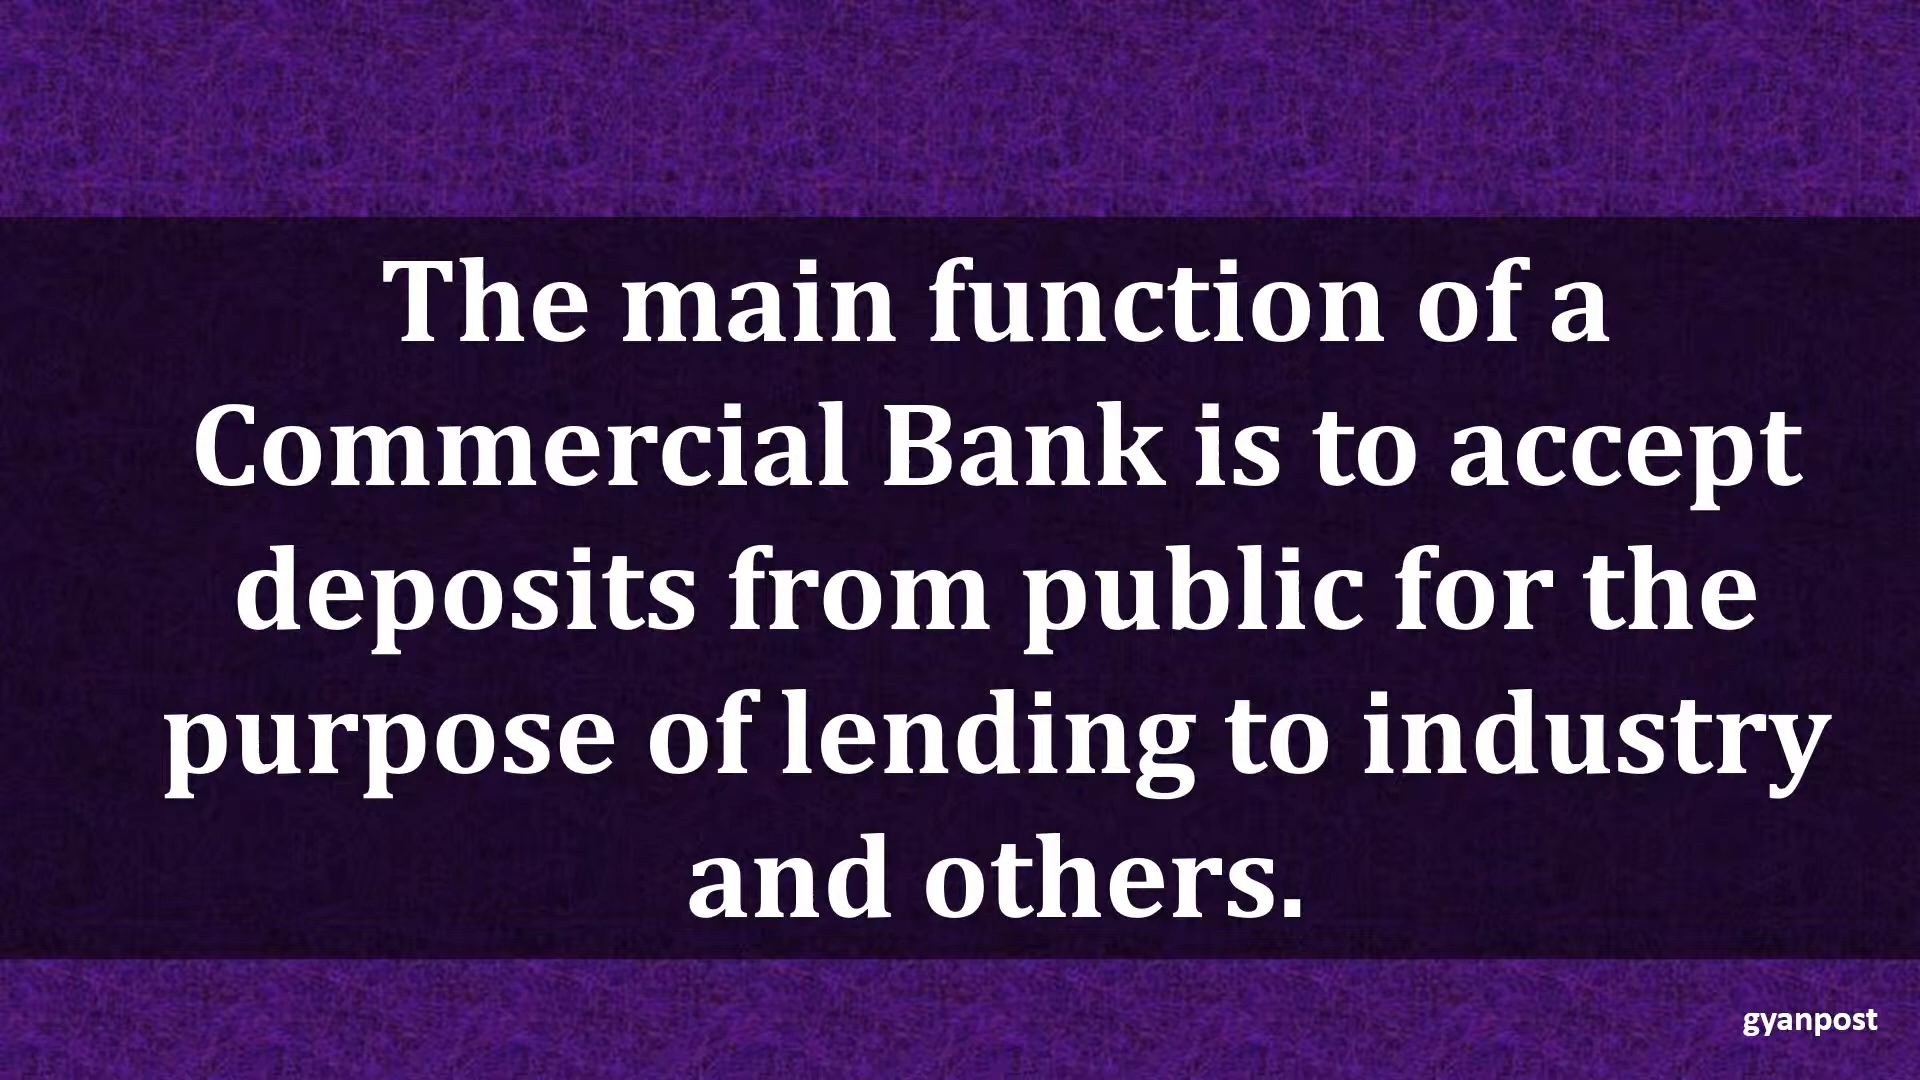 The main function of a
Commercial Bank is to accept
deposits from public for the
purpose of lending to industry
and others.
gyanpost